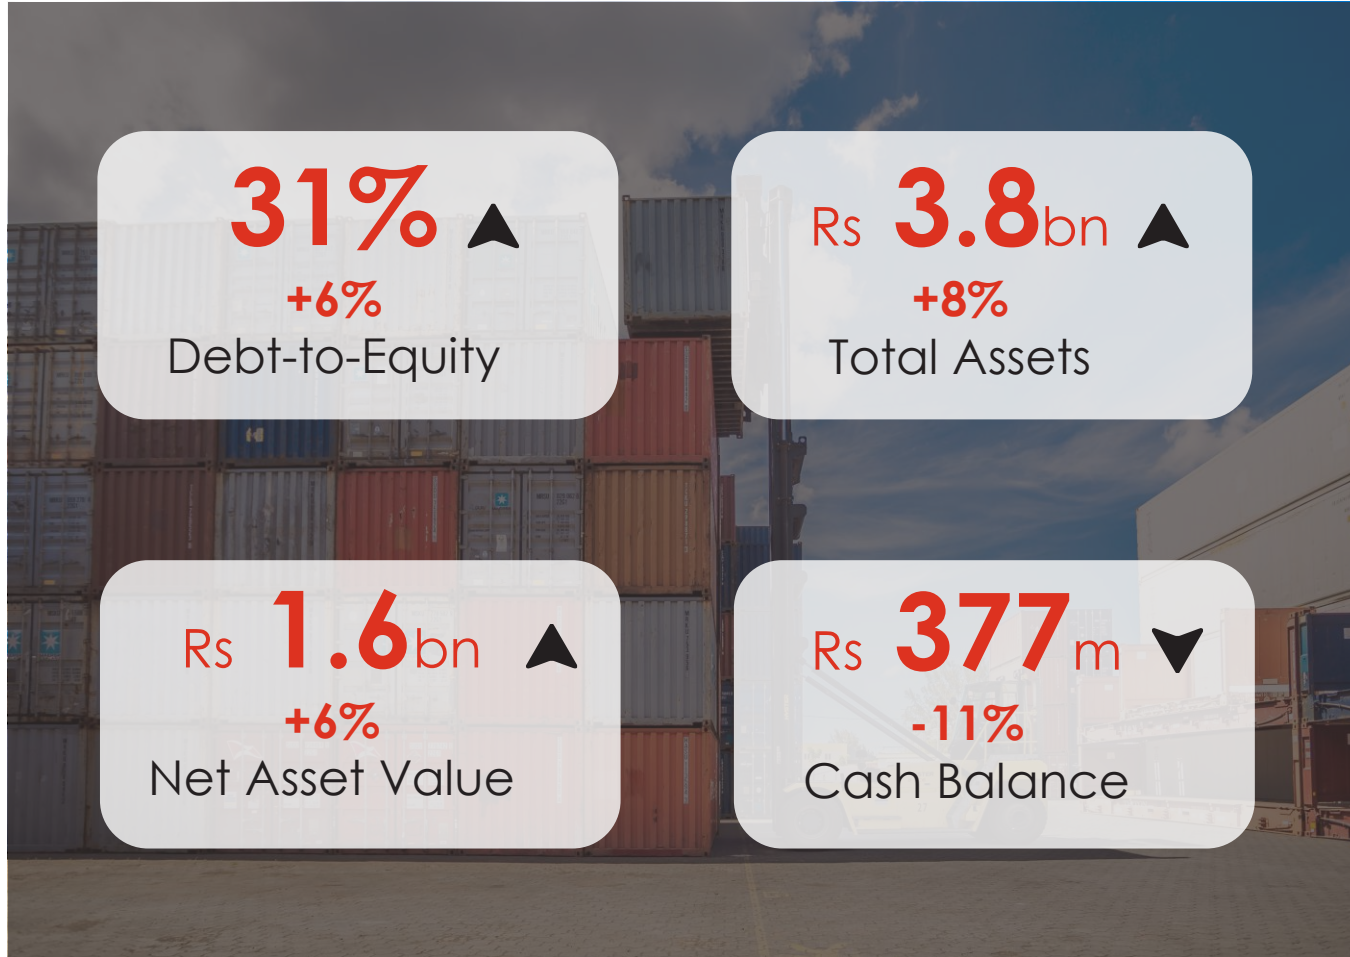 31%
+6%
Debt-to-Equity
Rs 3.8bn
+8%
Total Assets
Rs 1.6bn
+6%
Net Asset Value
Rs 377m
-11%
Cash Balance